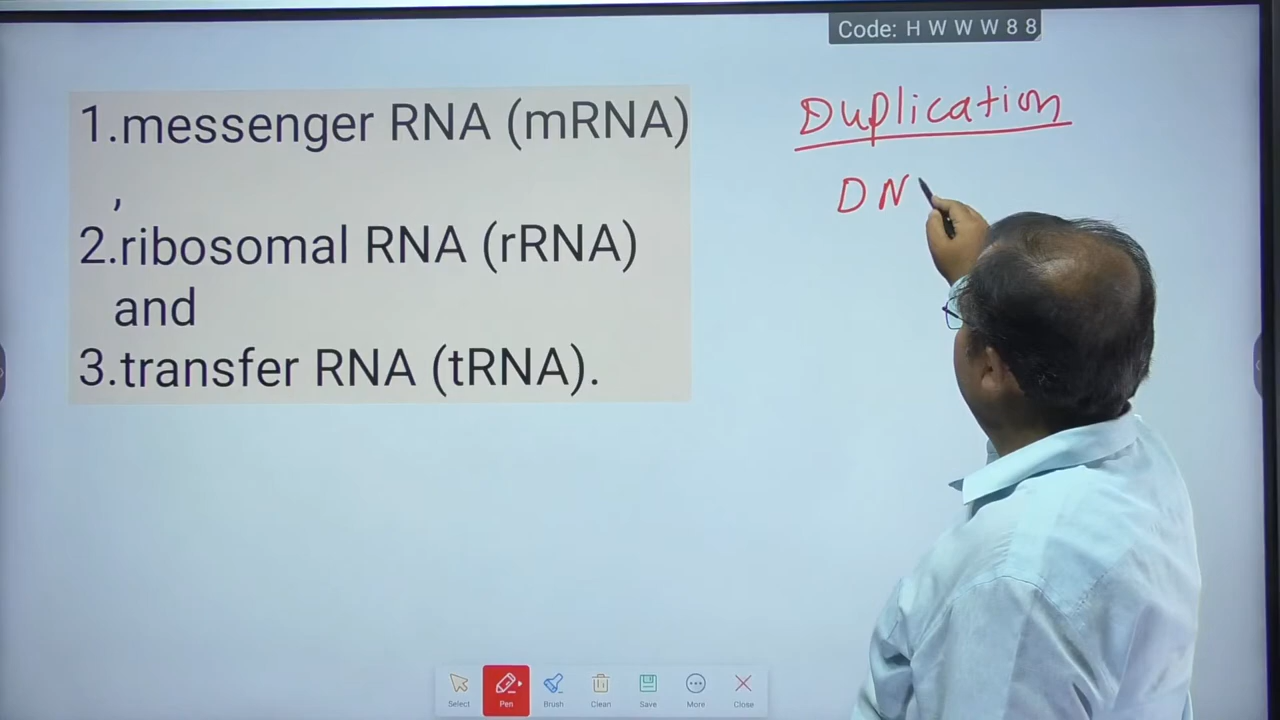 Code: H W W W 8 8
1.messenger RNA (mRNA)
,
2.ribosomal RNA (rRNA)
and
3.transfer RNA (tRNA).
Duplication
D N
Select
Pen
Brush
Clean
Save
More
Close